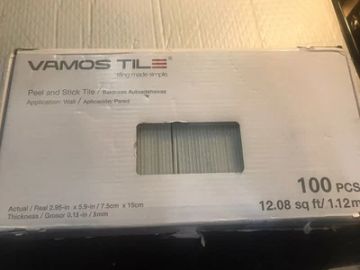 VAMOS TILE®
tiling made simple.
Peel and Stick Tile / Baldosas Autoadhesivas
Application: Wall / Aplicación: Pared
100 PCS
12.08 sq ft/ 1.12m
Actual / Real 2.95-in x 5.9-in / 7.5cm x 15cm
Thickness / Grosor 0.13-in / 3mm